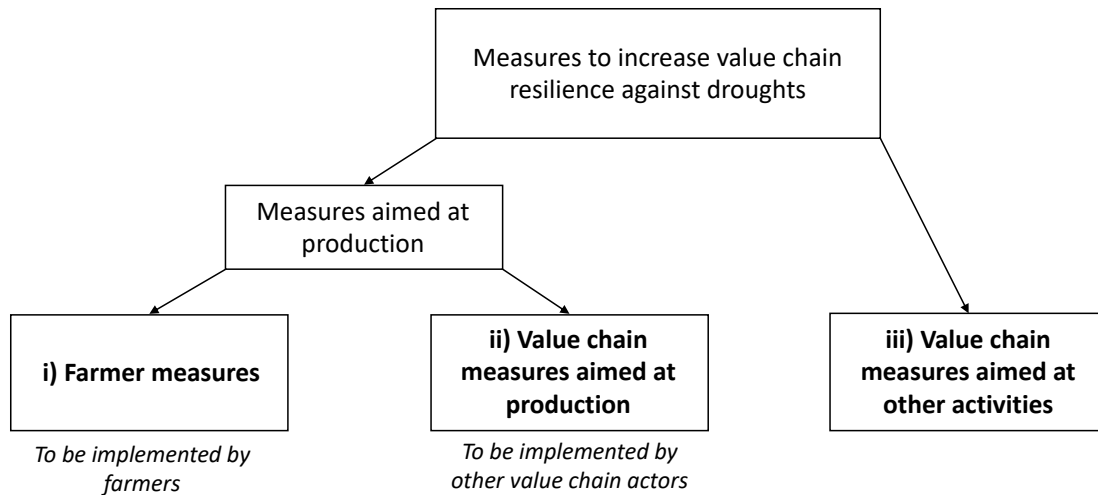 Measures to increase value chain
resilience against droughts
Measures aimed at
production
i) Farmer measures
To be implemented by
farmers
ii) Value chain
measures aimed at
production
To be implemented by
other value chain actors
iii) Value chain
measures aimed at
other activities